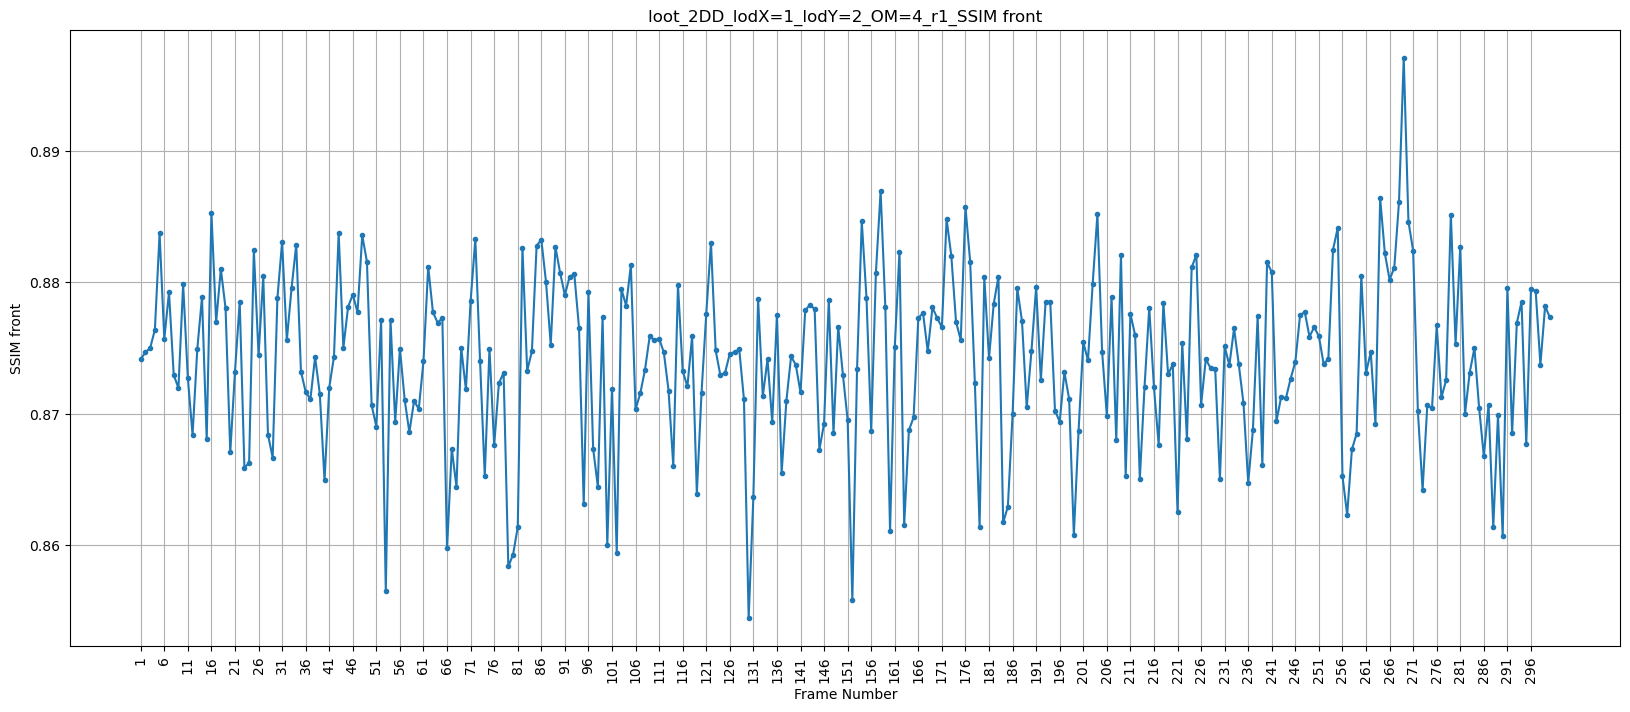 loot_2DD_lodX=1_lodY=2_OM=4_r1_SSIM front
SSIM front
0.89
0.88
0.87
0.86
1 6 11 16 21 26 31 36 41 46 51 56 61 66 71 76 81 86 91 96 101 106 111 116 121 126 131 136 141 146 151 156 161 166 171 176 181 186 191 196 201 206 211 216 221 226 231 236 241 246 251 256 261 266 271 276 281 286 291 296
Frame Number